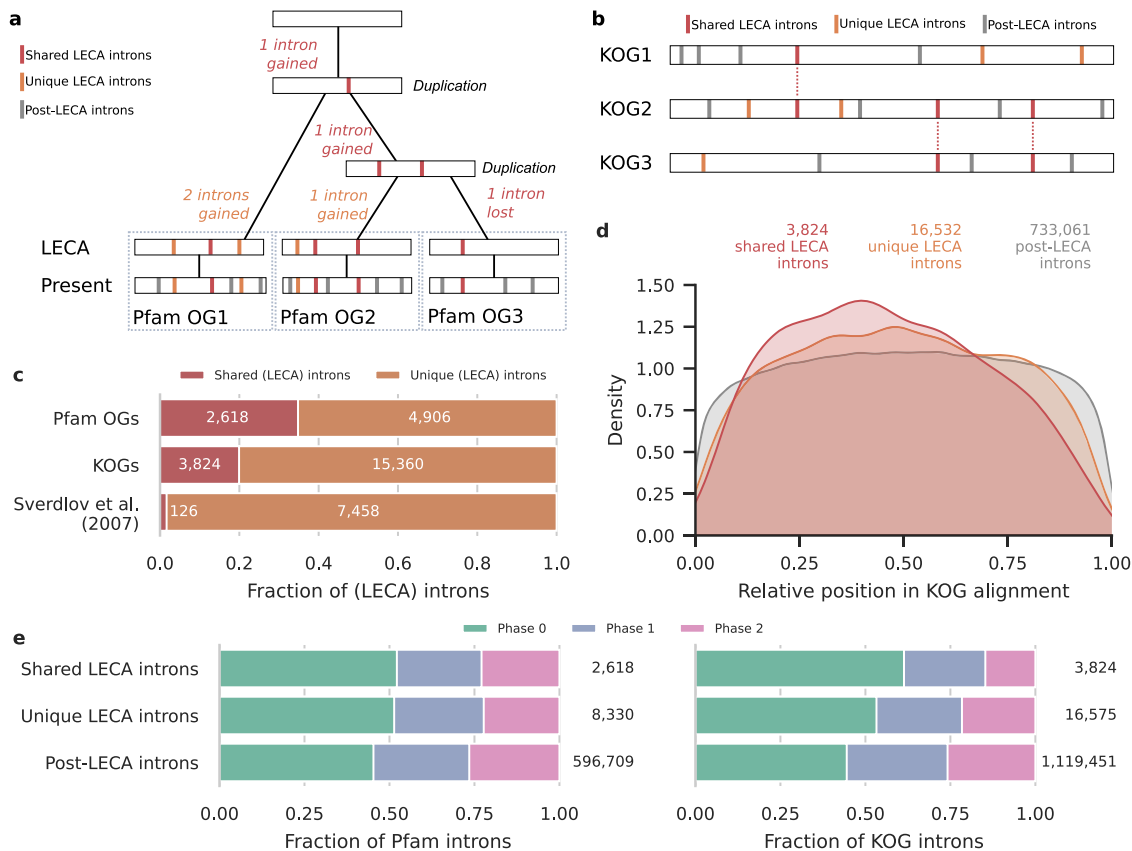 a
Shared LECA introns
Unique LECA introns
Post-LECA introns
1 intron
gained
Duplication
1 intron
gained
Duplication
2 introns
gained
1 intron
gained
1 intron
lost
LECA
Present
Pfam OG1
Pfam OG2
Pfam OG3
b
Shared LECA introns
Unique LECA introns
Post-LECA introns
KOG1
KOG2
KOG3
c
Shared (LECA) introns
Unique (LECA) introns
Pfam OGs
2,618
4,906
KOGs
3,824
15,360
Sverdlov et al.
(2007)
126
7,458
0.0
0.2
0.4
0.6
0.8
1.0
Fraction of (LECA) introns
d
3,824
shared LECA
introns
16,532
unique LECA
introns
733,061
post-LECA
introns
1.50
1.25
1.00
0.75
0.50
0.25
0.00
Density
0.00
0.25
0.50
0.75
1.00
Relative position in KOG alignment
e
Phase 0
Phase 1
Phase 2
Shared LECA introns
2,618
3,824
Unique LECA introns
8,330
16,575
Post-LECA introns
596,709
1,119,451
0.00
0.25
0.50
0.75
1.00
Fraction of Pfam introns
0.00
0.25
0.50
0.75
1.00
Fraction of KOG introns